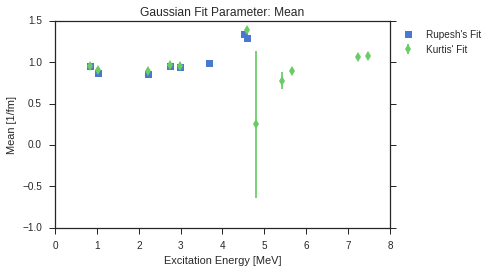 Gaussian Fit Parameter: Mean
1.5
1.0
0.5
0.0
−0.5
−1.0
Mean [1/fm]
0 1 2 3 4 5 6 7 8
Excitation Energy [MeV]
Rupesh's Fit
Kurtis' Fit